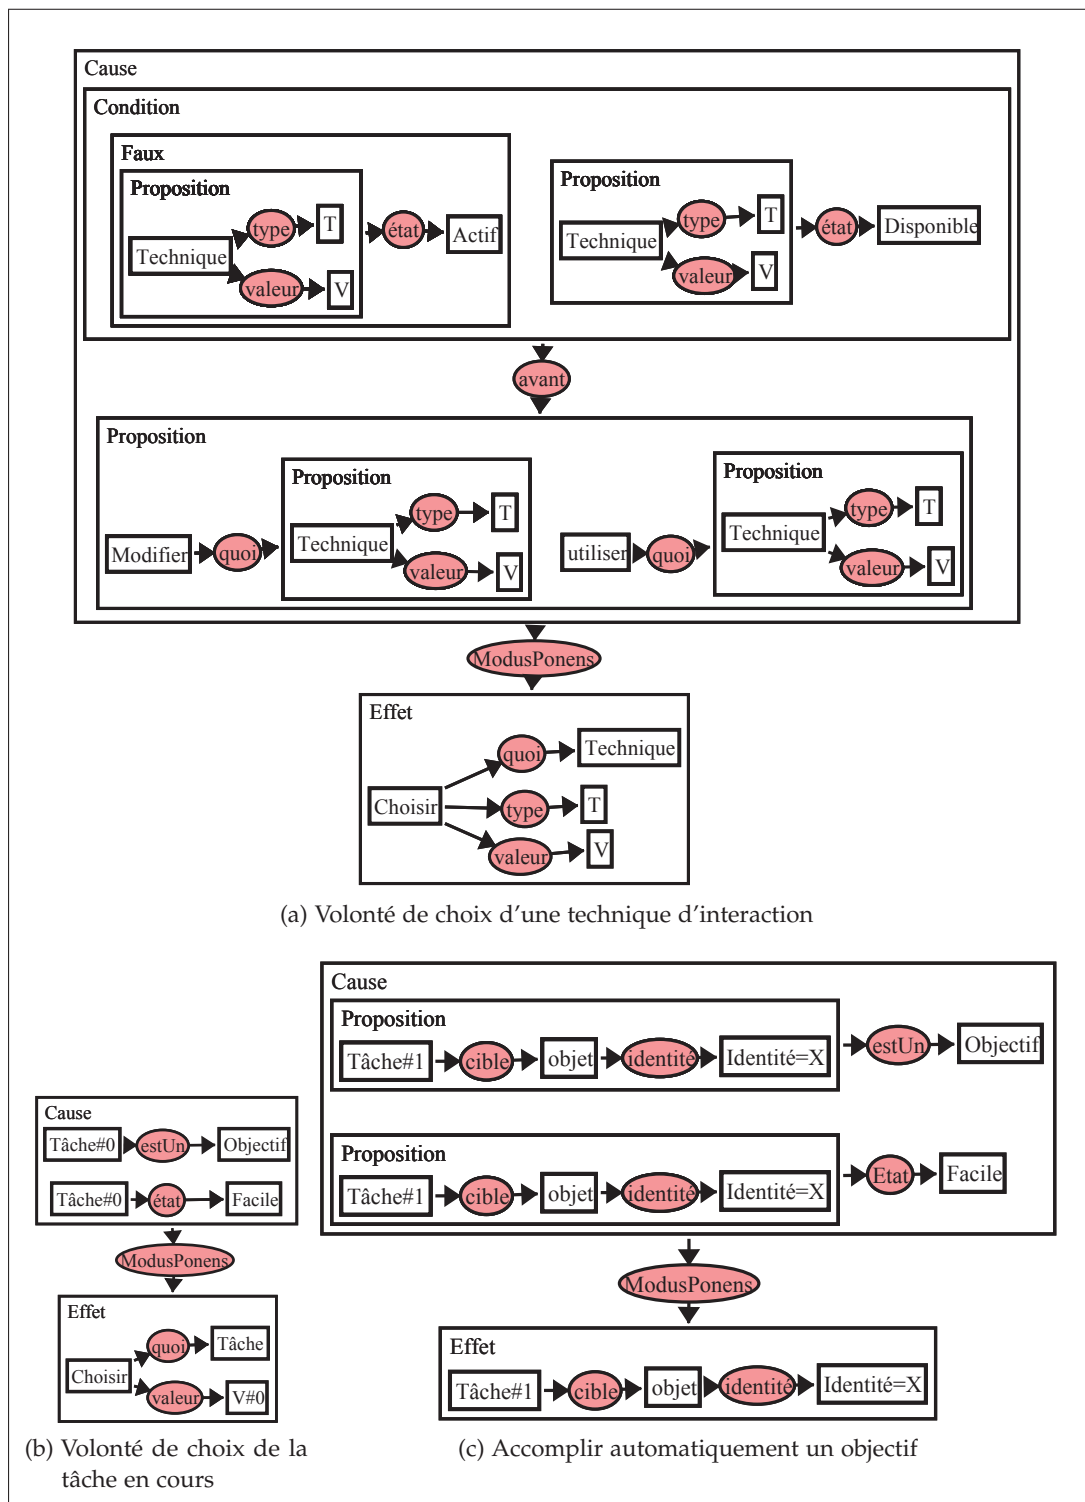 Cause
Condition
Faux
Proposition
Technique type T
valeur V
état Actif
Proposition
Technique type T
valeur V
état Disponible
avant
Proposition
Modifier quoi
Proposition
Technique type T
valeur V
utiliser quoi
Proposition
Technique type T
valeur V
ModusPonens
Effet
Choisir quoi Technique
type T
valeur V
(a) Volonté de choix d'une technique d'interaction
Cause
Tâche#0 estUn Objectif
Tâche#0 état Facile
ModusPonens
Effet
Choisir quoi Tâche
valeur V#0
(b) Volonté de choix de la
tâche en cours
Cause
Proposition
Tâche#1 cible objet identité Identité=X estUn Objectif
Proposition
Tâche#1 cible objet identité Identité=X Etat Facile
ModusPonens
Effet
Tâche#1 cible objet identité Identité=X
(c) Accomplir automatiquement un objectif